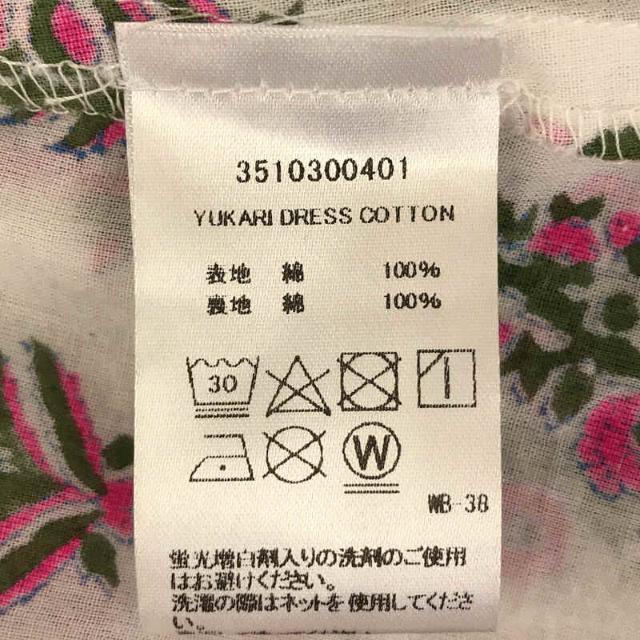 3510300401
YUKARI DRESS COTTON
表地 綿 100%
裏地 綿 100%
30
W
WB-38
蛍光増白剤入りの洗剤のご使用
はお避けください。
洗濯の際はネットを使用してくださ
い。